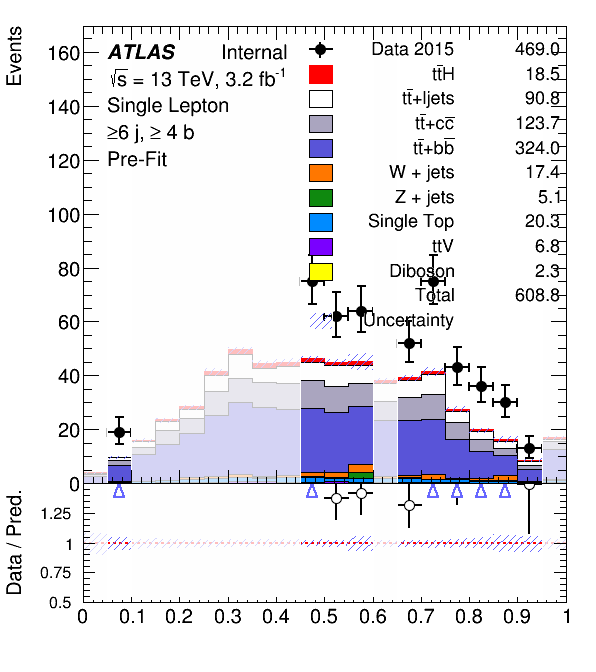 Events
160
140
120
100
80
60
40
20
0
ATLAS Internal
√s = 13 TeV, 3.2 fb⁻¹
Single Lepton
≥6 j, ≥ 4 b
Pre-Fit
Data 2015 469.0
tt̄H 18.5
tt̄+ljets 90.8
tt̄+cc̄ 123.7
tt̄+bb̄ 324.0
W + jets 17.4
Z + jets 5.1
Single Top 20.3
ttV 6.8
Diboson 2.3
Total 608.8
Uncertainty
Data / Pred.
1.25
1
0.75
0.5
0 0.1 0.2 0.3 0.4 0.5 0.6 0.7 0.8 0.9 1